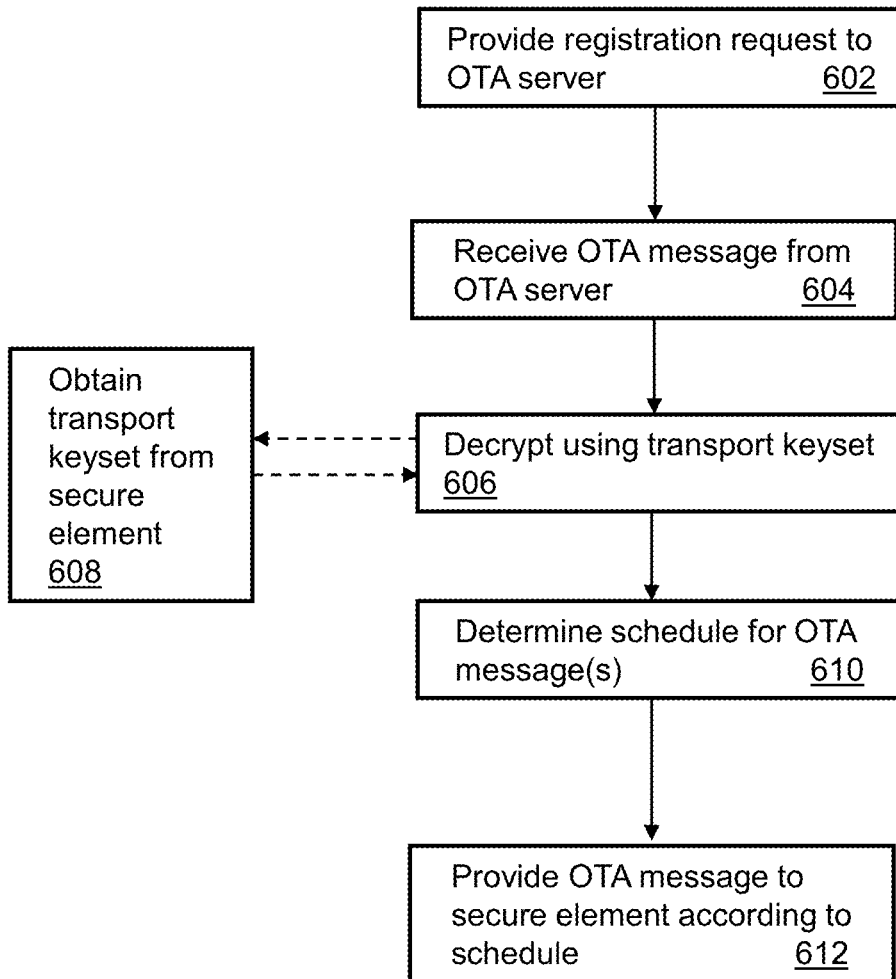 Provide registration request to
OTA server 602
Receive OTA message from
OTA server 604
Obtain
transport
keyset from
secure
element
608
Decrypt using transport keyset
606
Determine schedule for OTA
message(s) 610
Provide OTA message to
secure element according to
schedule 612